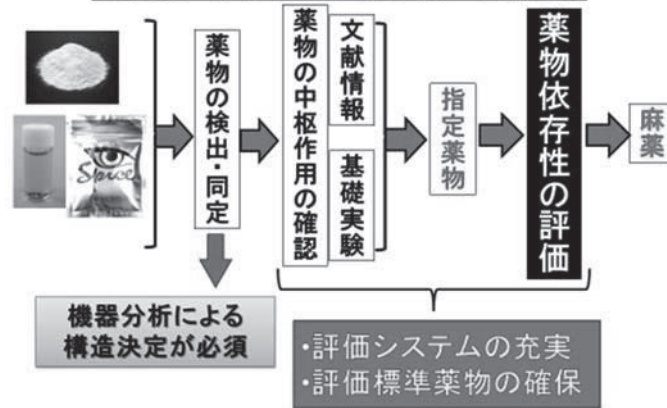 Spice
薬物の検出・同定
薬物の中枢作用の確認
文献情報
基礎実験
指定薬物
薬物依存性の評価
麻薬
機器分析による
構造決定が必須
・評価システムの充実
・評価標準薬物の確保